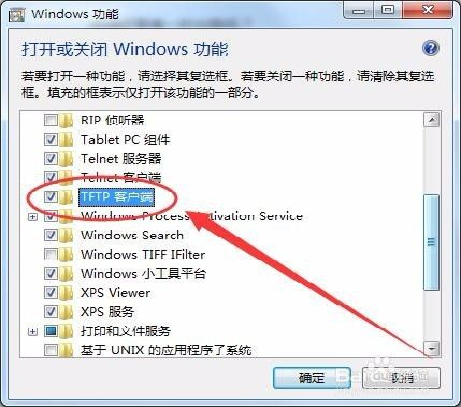 Windows 功能
打开或关闭 Windows 功能
若要打开一种功能，请选择其复选框。若要关闭一种功能，请清除其复选
框。填充的框表示仅打开该功能的一部分。
RIP 侦听器
Tablet PC 组件
Telnet 服务器
Telnet 客户端
TFTP 客户端
Windows Process Activation Service
Windows Search
Windows TIFF IFilter
Windows 小工具平台
XPS Viewer
XPS 服务
打印和文件服务
基于 UNIX 的应用程序子系统
确定
取消